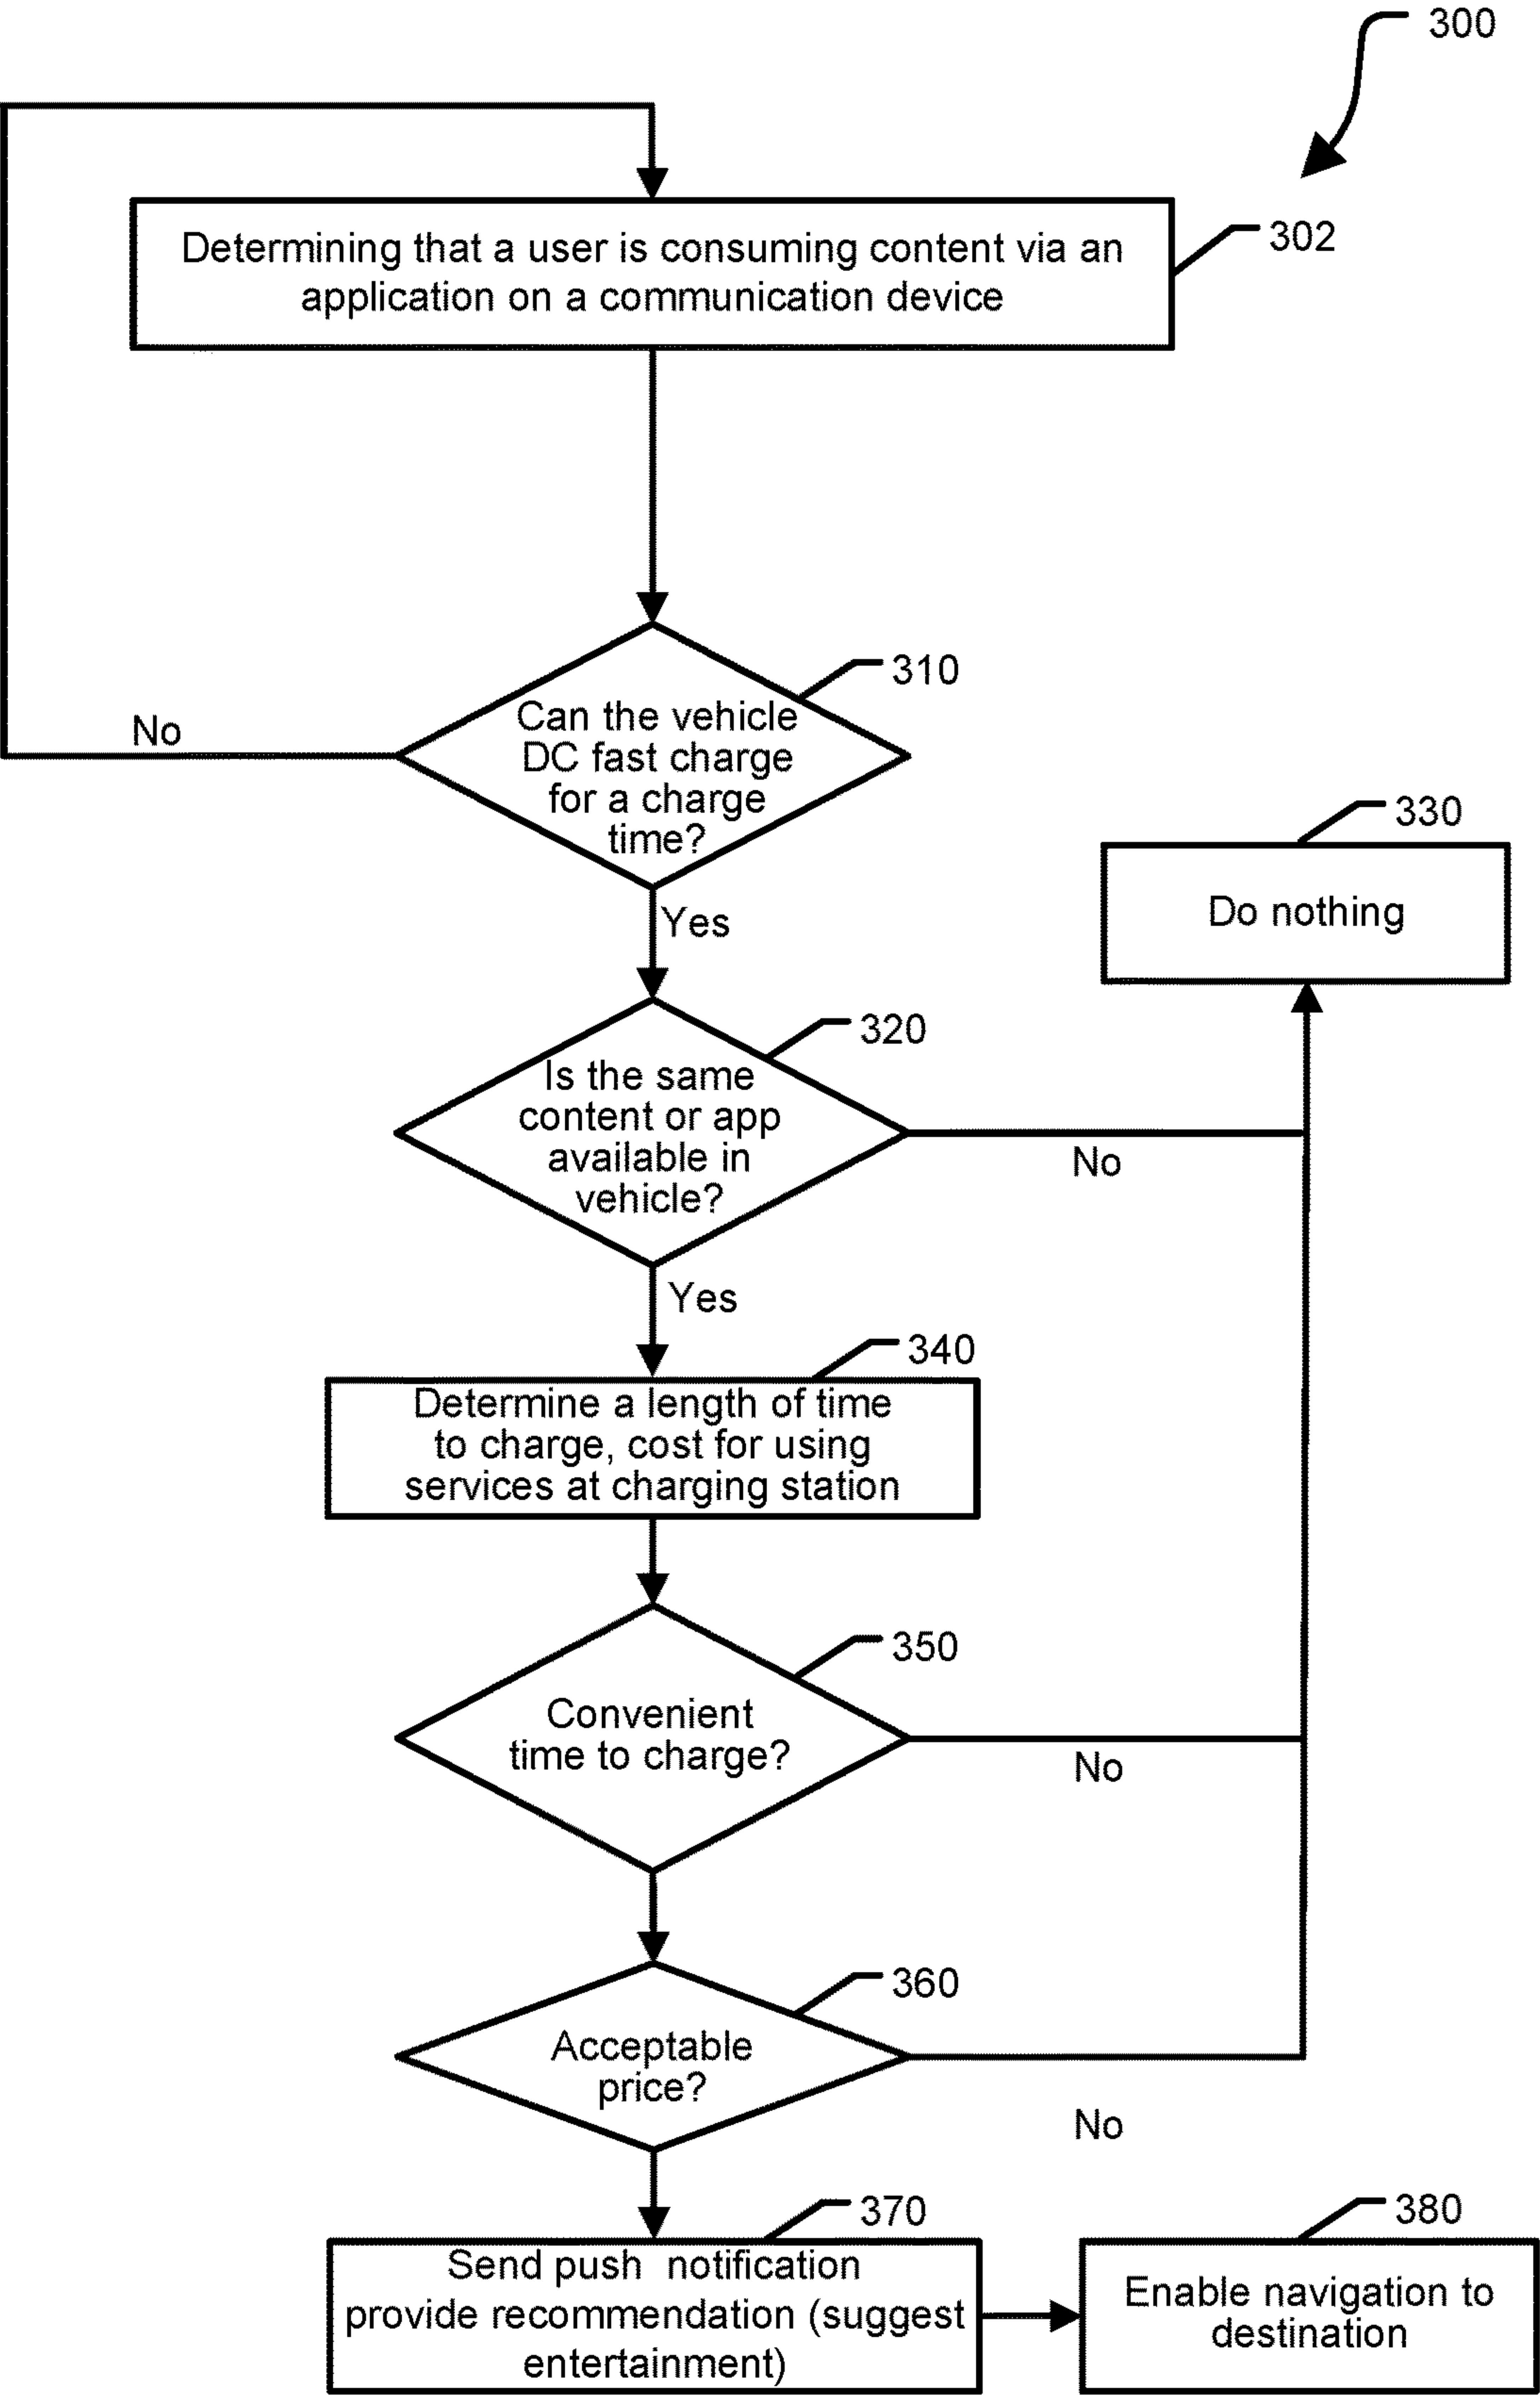 300
302
Determining that a user is consuming content via an
application on a communication device
310
Can the vehicle
DC fast charge
for a charge
time?
No
Yes
330
Do nothing
320
Is the same
content or app
available in
vehicle?
No
Yes
340
Determine a length of time
to charge, cost for using
services at charging station
350
Convenient
time to charge?
No
360
Acceptable
price?
No
370
Send push  notification
provide recommendation (suggest
entertainment)
380
Enable navigation to
destination